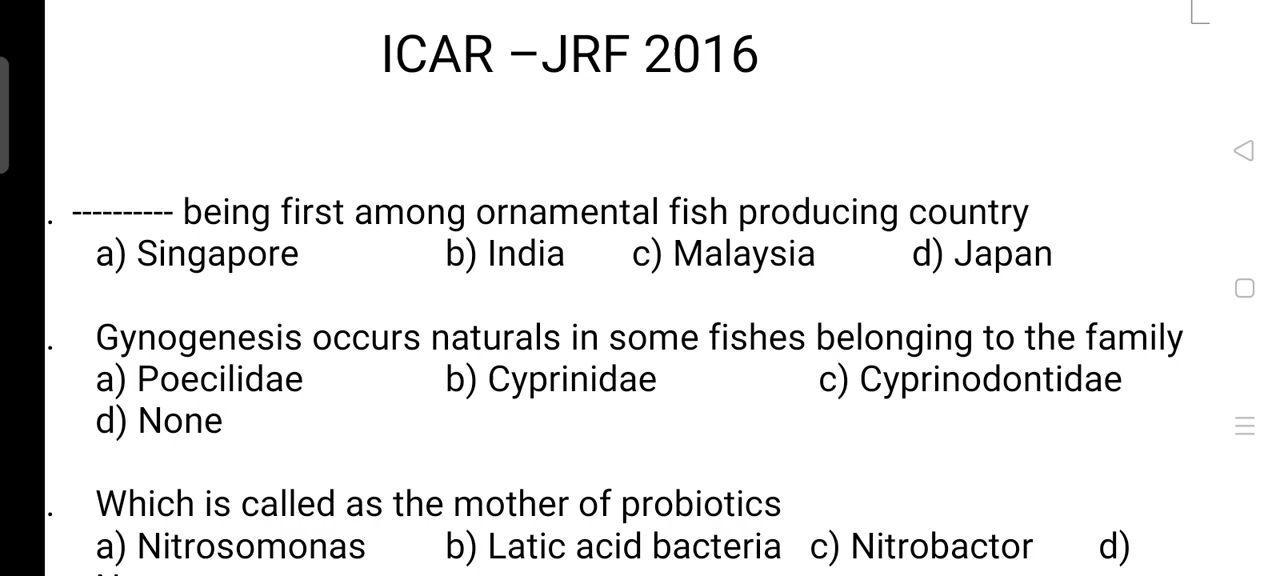 ICAR –JRF 2016
. ---------- being first among ornamental fish producing country
a) Singapore b) India c) Malaysia d) Japan
. Gynogenesis occurs naturals in some fishes belonging to the family
a) Poecilidae b) Cyprinidae c) Cyprinodontidae
d) None
. Which is called as the mother of probiotics
a) Nitrosomonas b) Latic acid bacteria c) Nitrobactor d)